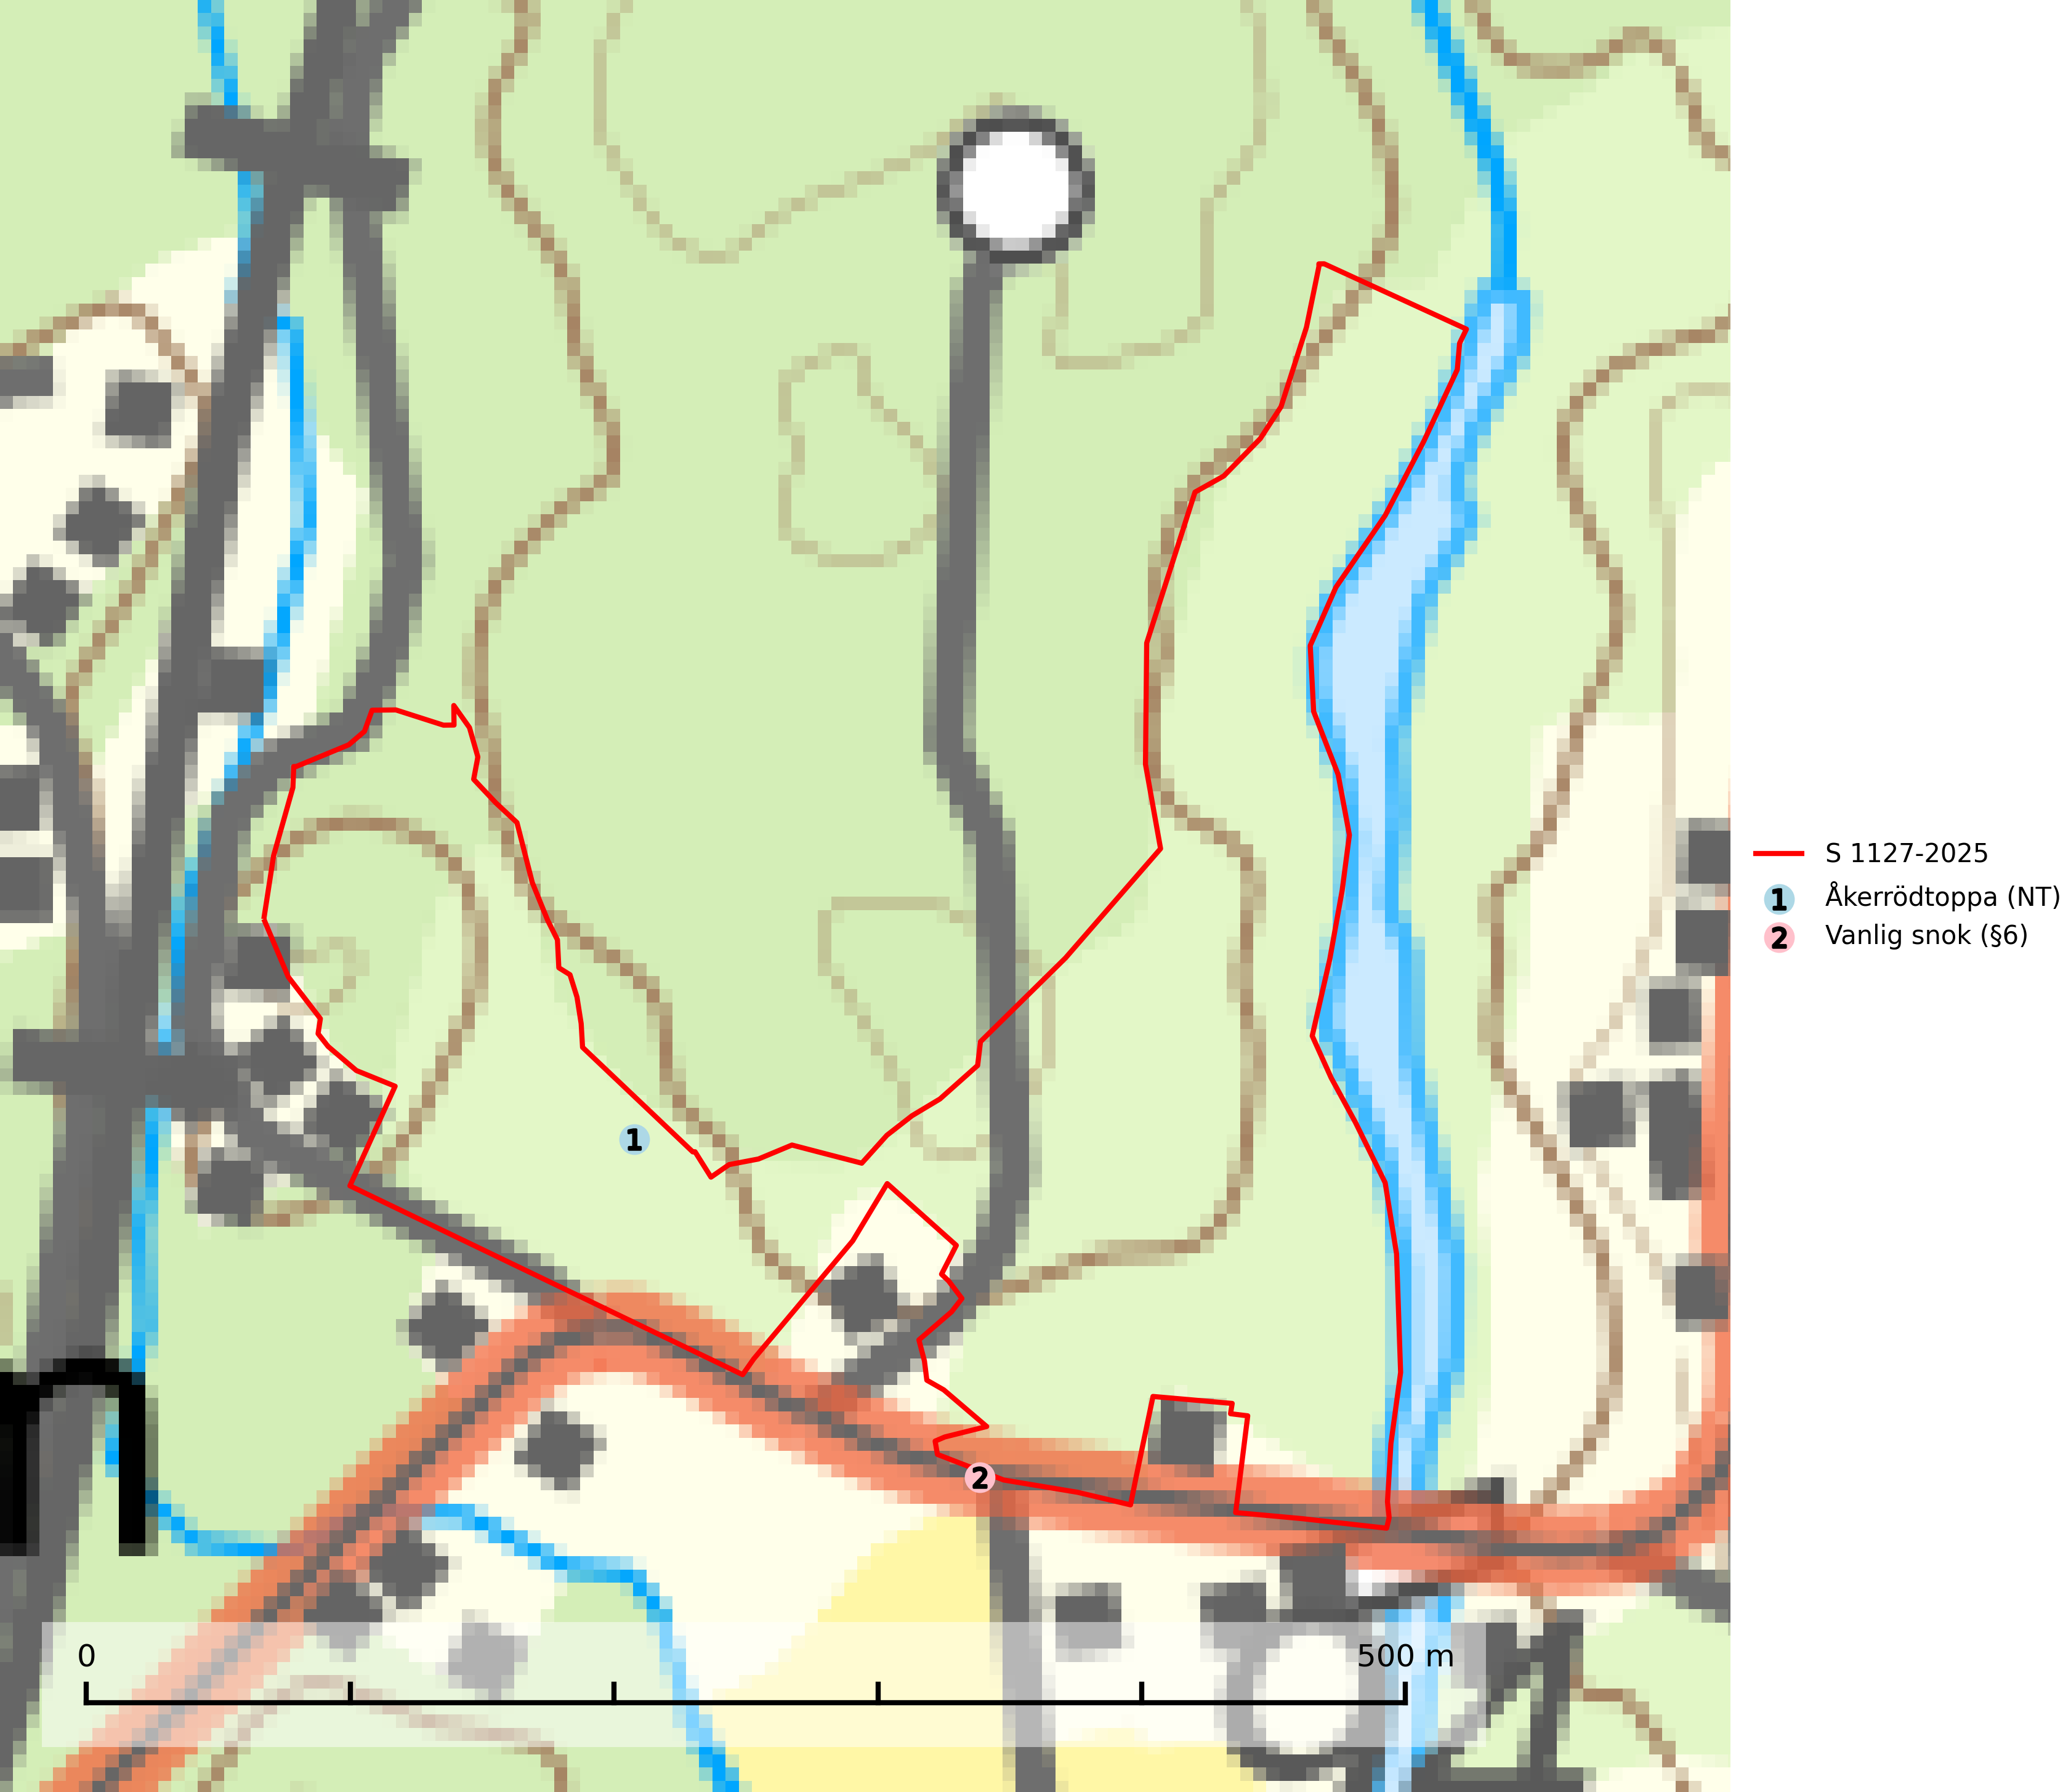 S 1127-2025
1 Åkerrödtoppa (NT)
2 Vanlig snok (§6)
1
2
0 500 m